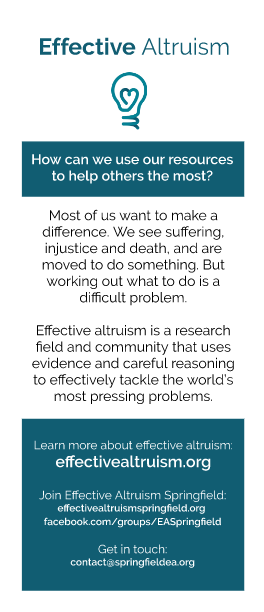 Effective Altruism
How can we use our resources
to help others the most?
Most of us want to make a
difference. We see suffering,
injustice and death, and are
moved to do something. But
working out what to do is a
difficult problem.
Effective altruism is a research
field and community that uses
evidence and careful reasoning
to effectively tackle the world's
most pressing problems.
Learn more about effective altruism:
effectivealtruism.org
Join Effective Altruism Springfield:
effectivealtruismspringfield.org
facebook.com/groups/EASpringfield
Get in touch:
contact@springfieldea.org